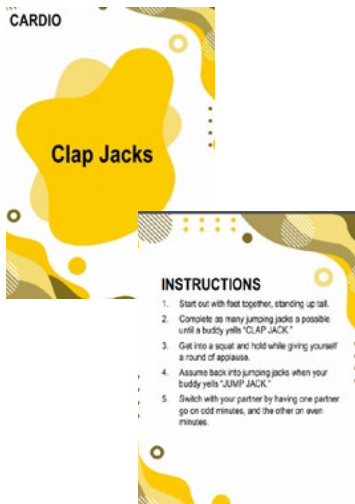 CARDIO
Clap Jacks
INSTRUCTIONS
1. Start out with feet together, standing up tall.
2. Complete as many jumping jacks a possible
until a buddy yells "CLAP JACK."
3. Get into a squat and hold while giving yourself
a round of applause.
4. Assume back into jumping jacks when your
buddy yells "JUMP JACK."
5. Switch with your partner by having one partner
go on odd minutes, and the other on even
minutes.